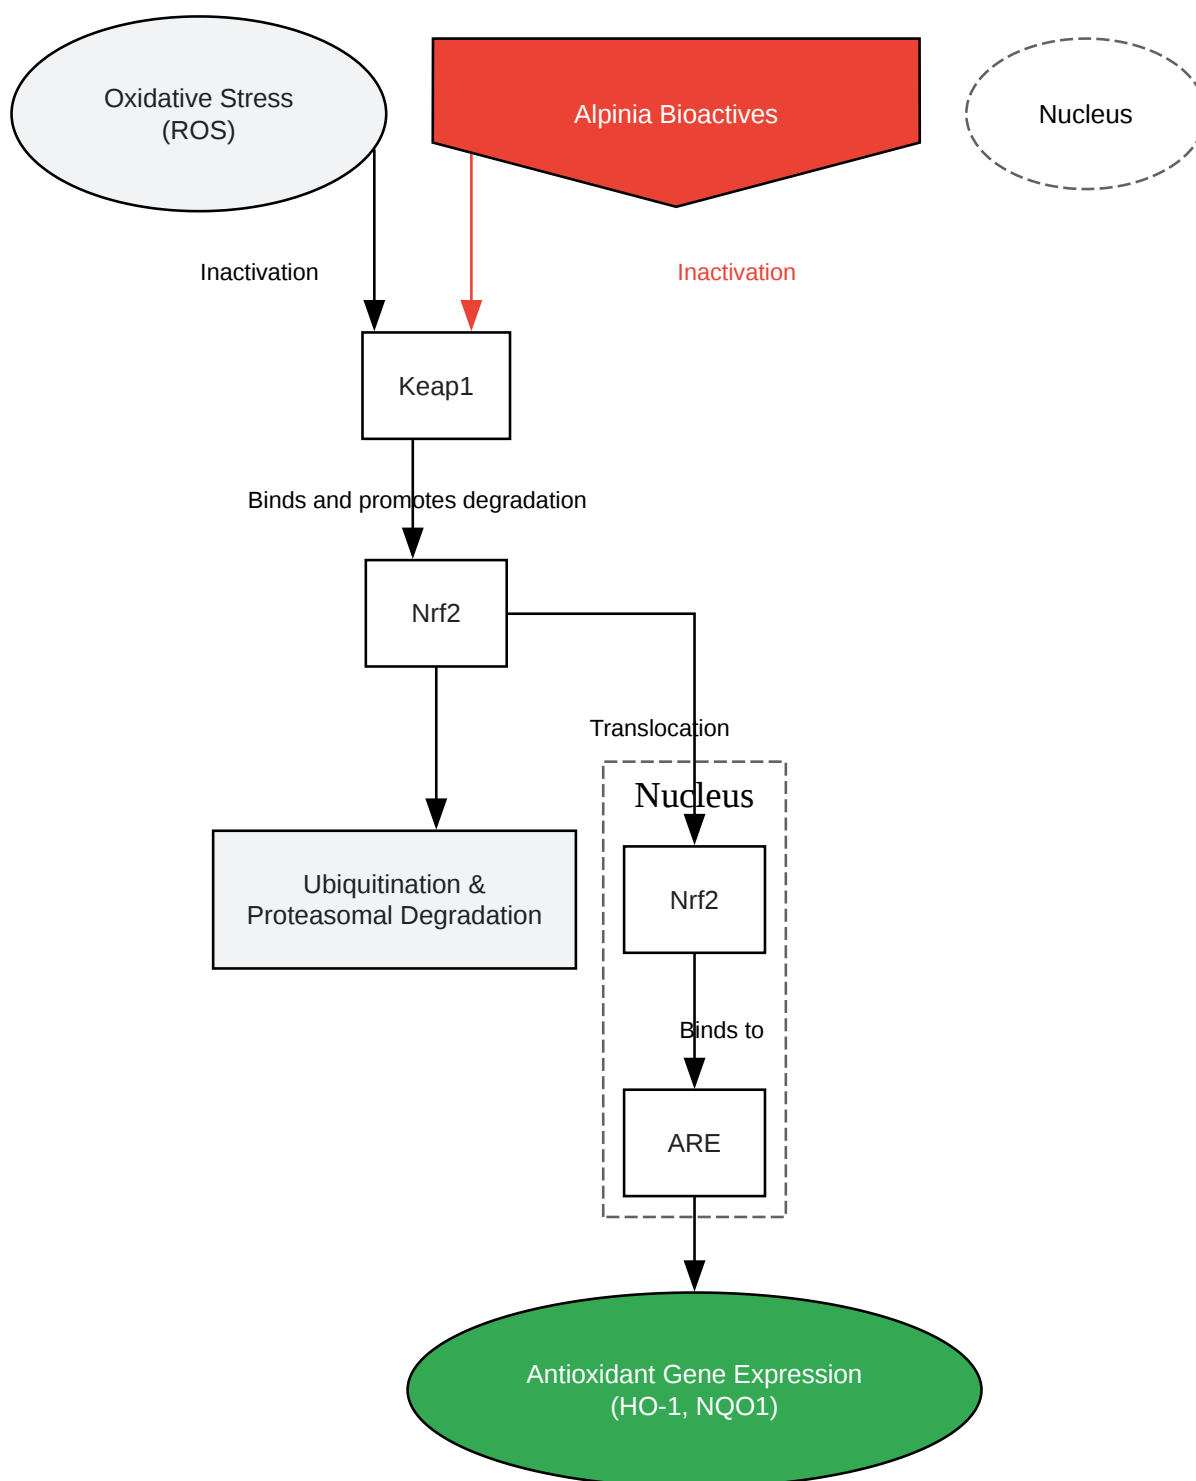 Oxidative Stress
(ROS)
Alpinia Bioactives
Nucleus
Inactivation
Inactivation
Keap1
Binds and promotes degradation
Nrf2
Translocation
Nucleus
Ubiquitination &
Proteasomal Degradation
Nrf2
Binds to
ARE
Antioxidant Gene Expression
(HO-1, NQO1)